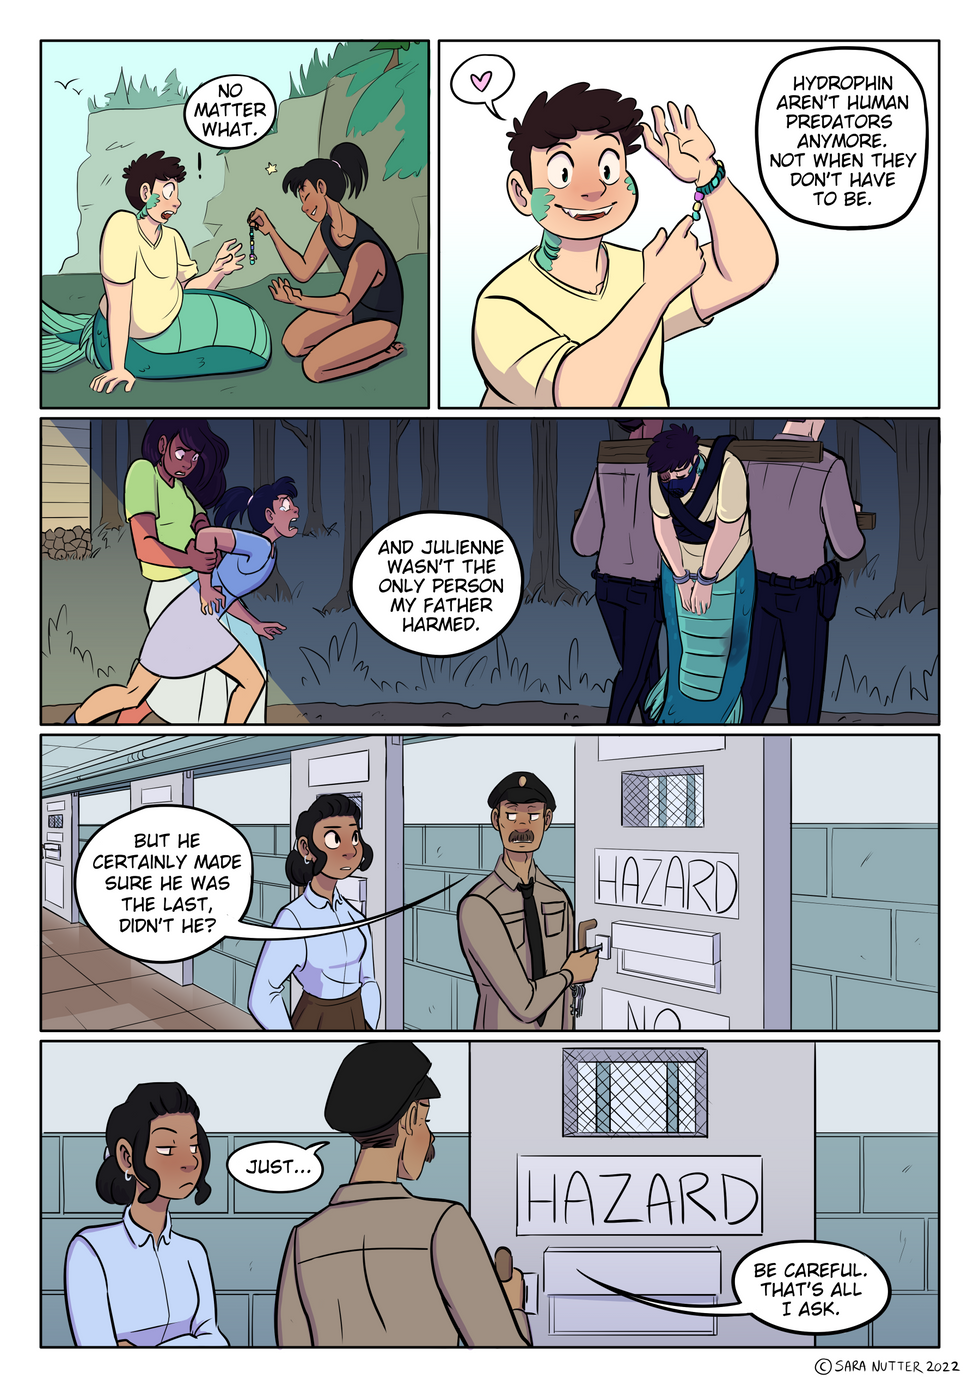 NO
MATTER
WHAT.
!
HYDROPHIN
AREN'T HUMAN
PREDATORS
ANYMORE.
NOT WHEN THEY
DON'T HAVE
TO BE.
AND JULIENNE
WASN'T THE
ONLY PERSON
MY FATHER
HARMED.
BUT HE
CERTAINLY MADE
SURE HE WAS
THE LAST,
DIDN'T HE?
HAZARD
NO
JUST...
HAZARD
BE CAREFUL.
THAT'S ALL
I ASK.
© SARA NUTTER 2022